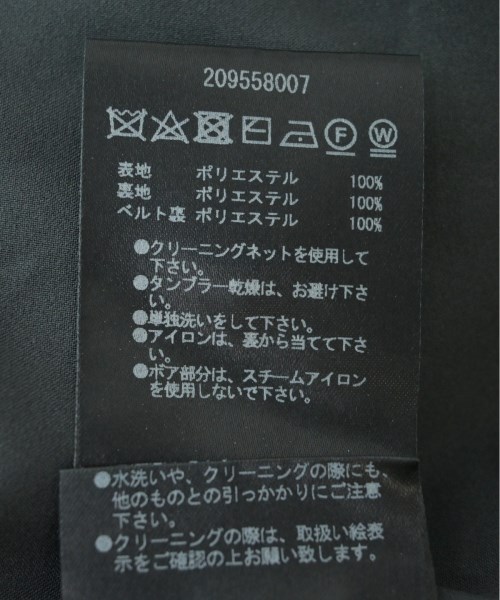 209558007
F W
表地 ポリエステル 100%
裏地 ポリエステル 100%
ベルト裏 ポリエステル 100%
●クリーニングネットを使用して
下さい。
●タンブラー乾燥は、お避け下さ
い。
●単独洗いをして下さい。
●アイロンは、裏から当てて下さ
い。
●ボア部分は、スチームアイロン
を使用しないで下さい。
●水洗いや、クリーニングの際にも、
他のものとの引っかかりにご注意
下さい。
●クリーニングの際は、取扱い絵表
示をご確認の上お願い致します。